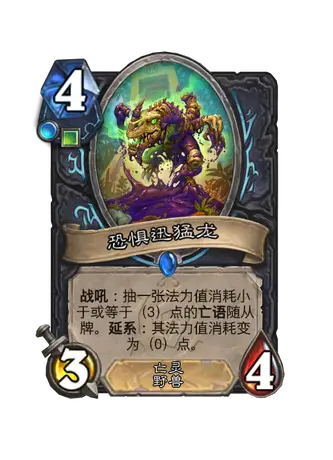 4
恐惧迅猛龙
战吼：抽一张法力值消耗小
于或等于（3）点的亡语随从
牌。延系：其法力值消耗变
为（0）点。
亡灵
野兽
3
4